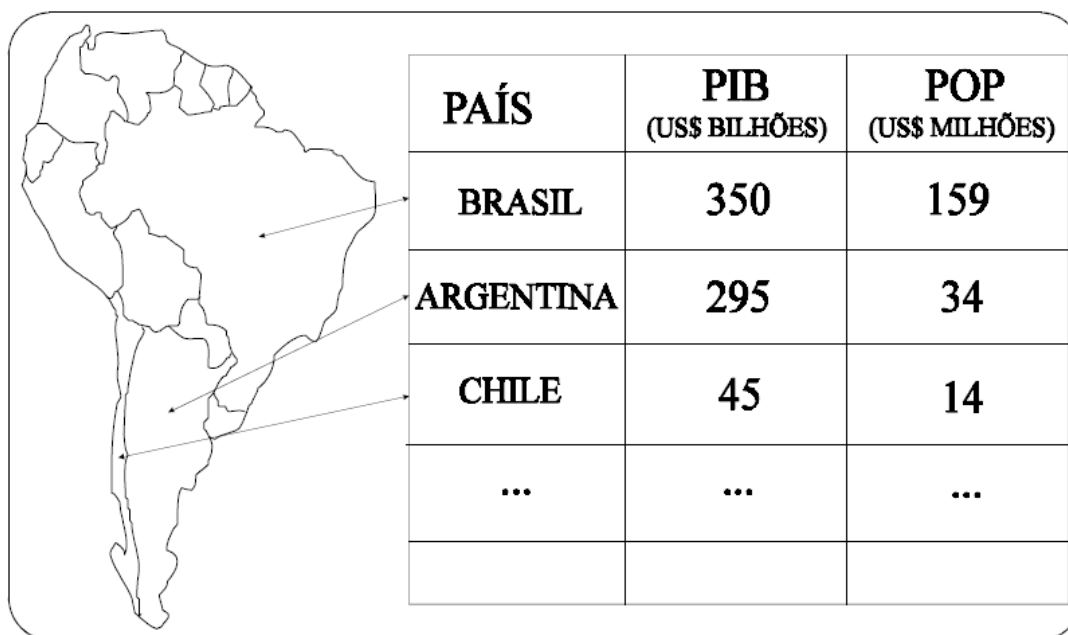 PAÍS PIB POP
(US$ BILHÕES) (US$ MILHÕES)
BRASIL 350 159
ARGENTINA 295 34
CHILE 45 14
... ... ...